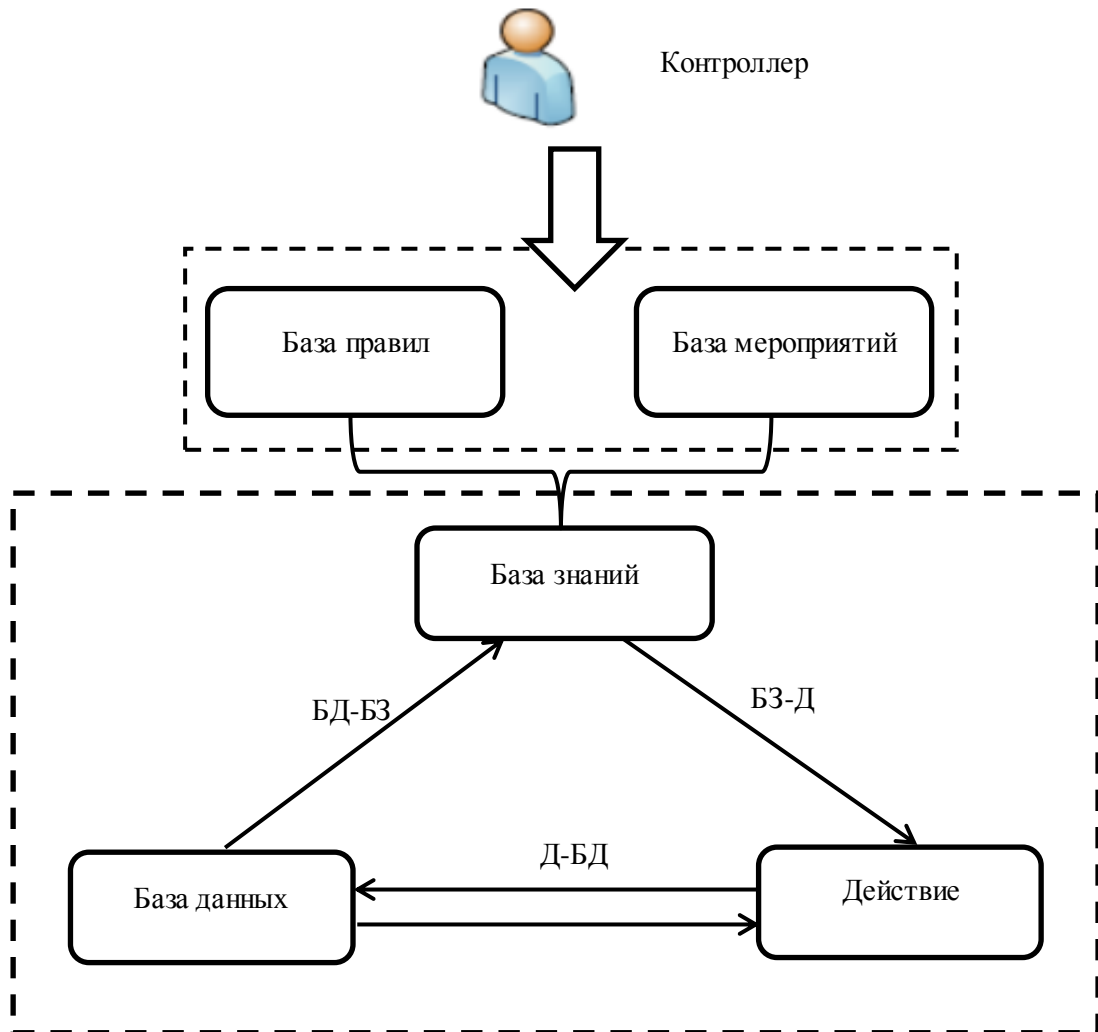 Контроллер
База правил
База мероприятий
База знаний
БД-БЗ
БЗ-Д
Д-БД
База данных
Действие